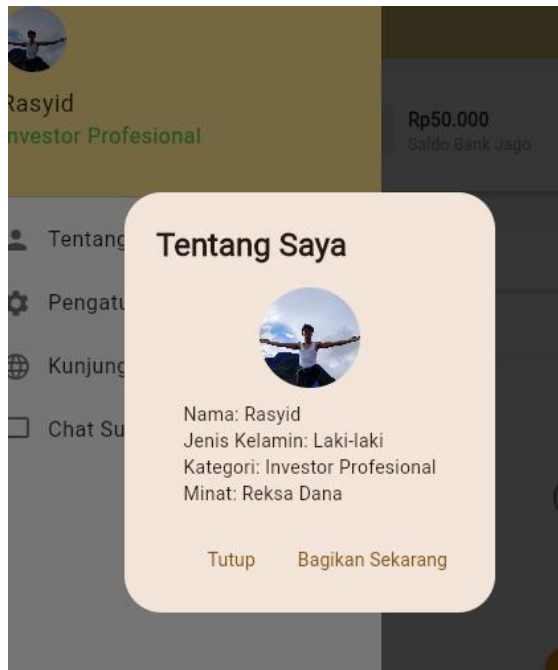 Rasyid
nvestor Profesional
Rp50.000
Saldo Bank Jago
Tentang
Pengatu
Kunjung
Chat Su
Tentang Saya
Nama: Rasyid
Jenis Kelamin: Laki-laki
Kategori: Investor Profesional
Minat: Reksa Dana
Tutup
Bagikan Sekarang